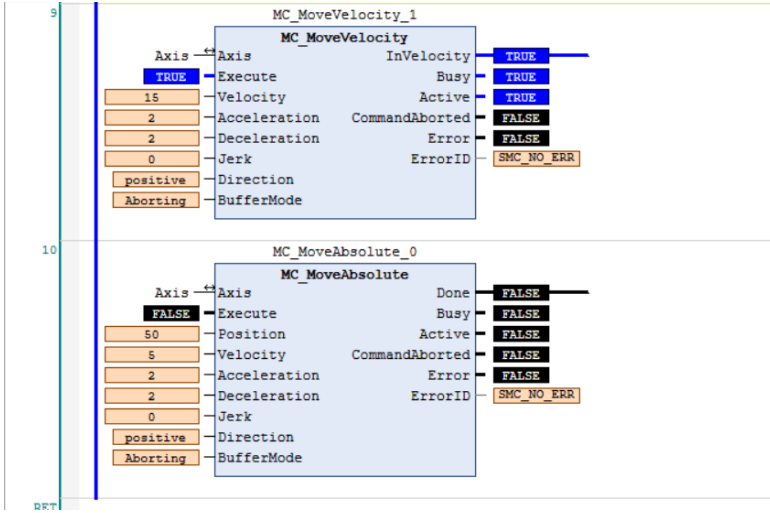 9
MC_MoveVelocity_1
MC_MoveVelocity
Axis Axis InVelocity TRUE
TRUE Execute Busy TRUE
15 Velocity Active TRUE
2 Acceleration CommandAborted FALSE
2 Deceleration Error FALSE
0 Jerk ErrorID SMC_NO_ERR
positive Direction
Aborting BufferMode
10
MC_MoveAbsolute_0
MC_MoveAbsolute
Axis Axis Done FALSE
FALSE Execute Busy FALSE
50 Position Active FALSE
5 Velocity CommandAborted FALSE
2 Acceleration Error FALSE
2 Deceleration ErrorID SMC_NO_ERR
0 Jerk
positive Direction
Aborting BufferMode
RET